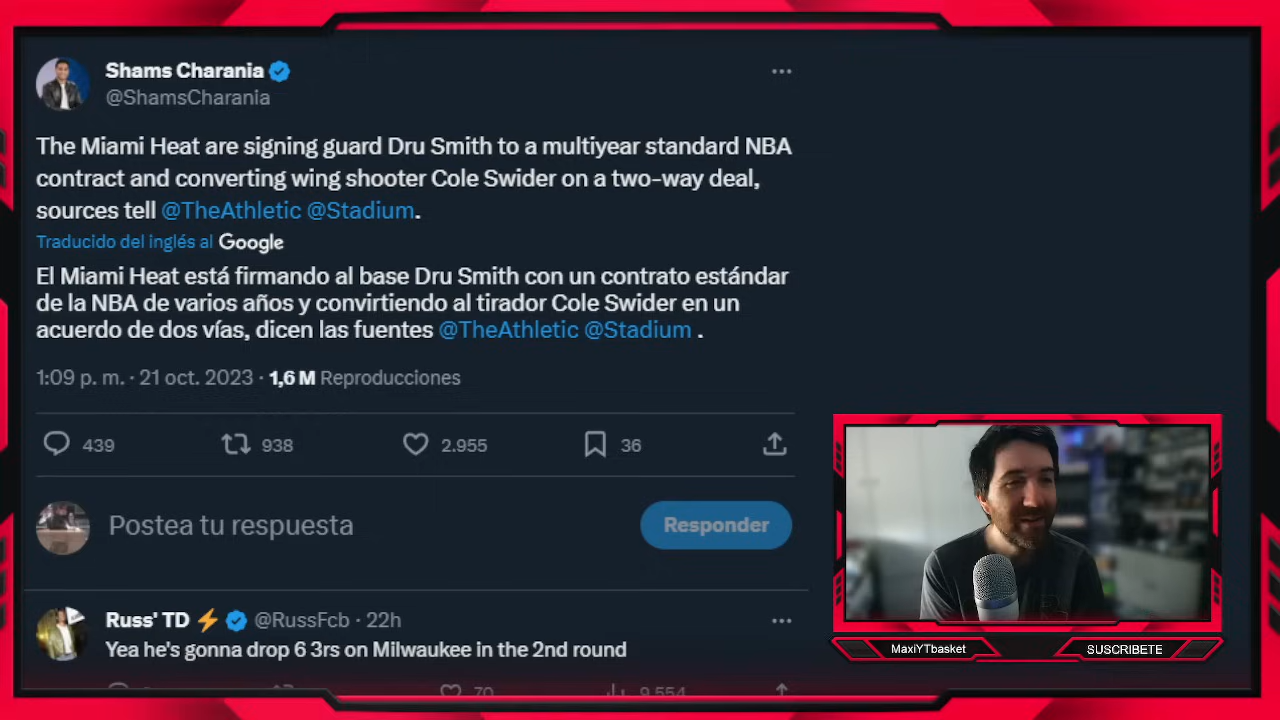 Shams Charania
@ShamsCharania
The Miami Heat are signing guard Dru Smith to a multiyear standard NBA
contract and converting wing shooter Cole Swider on a two-way deal,
sources tell @TheAthletic @Stadium.
Traducido del inglés al Google
El Miami Heat está firmando al base Dru Smith con un contrato estándar
de la NBA de varios años y convirtiendo al tirador Cole Swider en un
acuerdo de dos vías, dicen las fuentes @TheAthletic @Stadium .
1:09 p. m. · 21 oct. 2023 · 1,6 M Reproducciones
439 938 2.955 36
Postea tu respuesta Responder
Russ' TD ⚡ @RussFcb · 22h
Yea he's gonna drop 6 3rs on Milwaukee in the 2nd round
70 9.554
MaxiYTbasket SUSCRIBETE